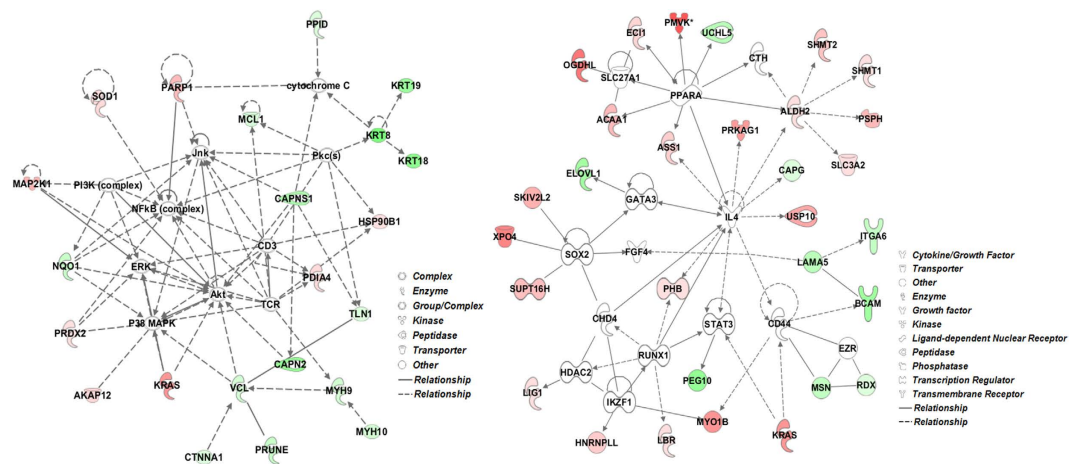 PPID
SOD1
PARP1
cytochrome C
KRT19
MCL1
KRT8
KRT18
Jnk
Pkc(s)
MAP2K1
PI3K (complex)
NFkB (complex)
CAPNS1
HSP90B1
CD3
NQO1
ERK
PDIA4
Akt
TCR
TLN1
P38 MAPK
PRDX2
CAPN2
AKAP12
KRAS
VCL
MYH9
MYH10
CTNNA1
PRUNE
Complex
Enzyme
Group/Complex
Kinase
Peptidase
Transporter
Other
Relationship
Relationship
ECI1
PMVK*
UCHL5
SHMT2
CTH
OGDHL
SLC27A1
SHMT1
PPARA
ALDH2
ACAA1
PSPH
PRKAG1
ASS1
SLC3A2
ELOVL1
CAPG
SKIV2L2
GATA3
IL4
USP10
XPO4
ITGA6
SOX2
FGF4
LAMA5
SUPT16H
PHB
BCAM
CHD4
STAT3
CD44
EZR
RUNX1
HDAC2
PEG10
MSN
RDX
LIG1
IKZF1
MYO1B
HNRNPLL
LBR
KRAS
Cytokine/Growth Factor
Transporter
Other
Enzyme
Growth factor
Kinase
Ligand-dependent Nuclear Receptor
Peptidase
Phosphatase
Transcription Regulator
Transmembrane Receptor
Relationship
Relationship